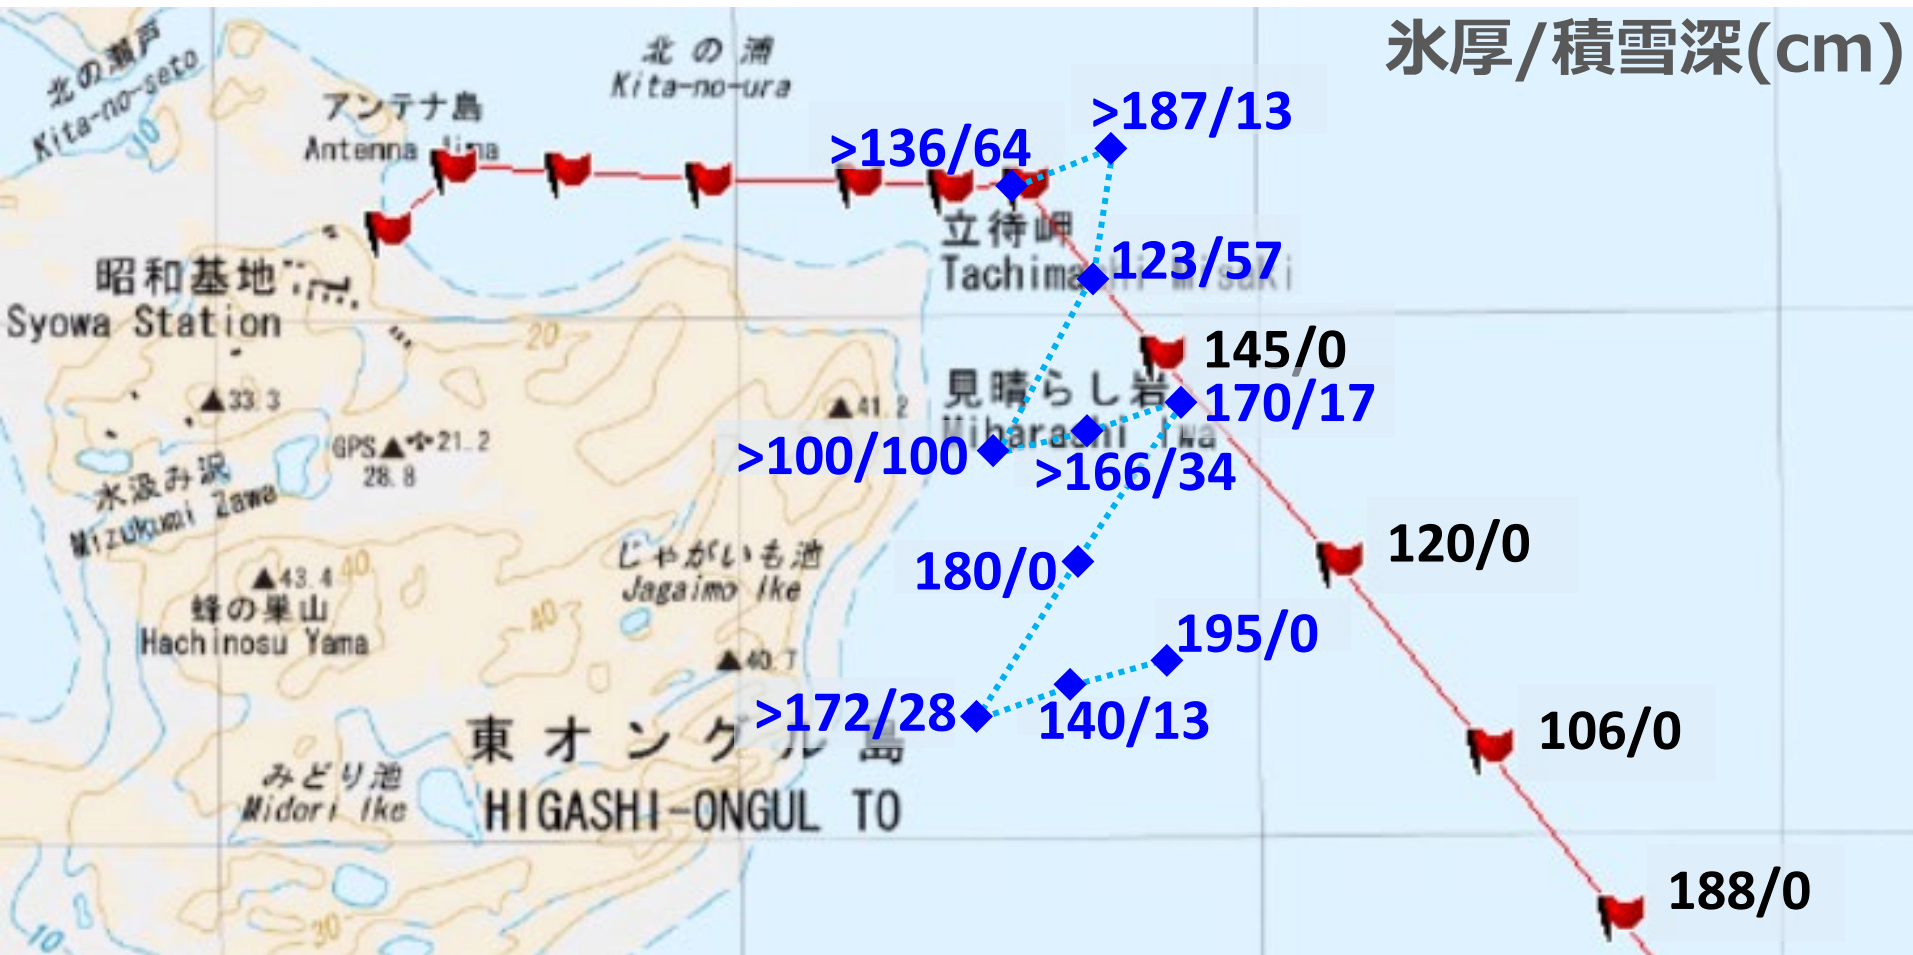 氷厚/積雪深(cm)
北の瀬戸
Kita-no-seto
10
北の浦
Kita-no-ura
アンテナ島
Antenna
>187/13
>136/64
立待岬
123/57
昭和基地
Syowa Station
20
145/0
33.3
41.2
見晴らし岩
170/17
GPS
21.2
28.8
>100/100
>166/34
水汲み沢
Mizukumi Zawa
120/0
じゃがいも池
Jagaimo Ike
180/0
43.4
40
蜂の巣山
Hachinosu Yama
40
195/0
40.7
>172/28
140/13
東オングル島
HIGASHI-ONGUL TO
106/0
みどり池
Midori Ike
188/0
30
10